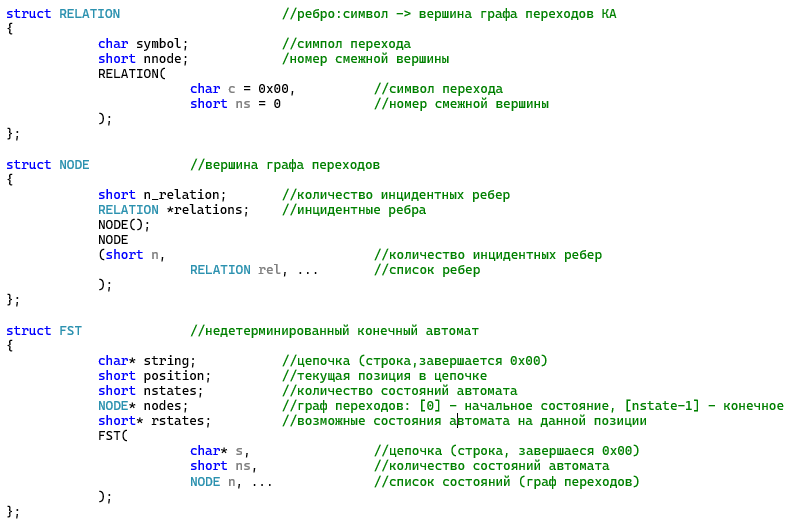 struct RELATION //ребро:символ -> вершина графа переходов КА
{
char symbol; //симпол перехода
short nnode; /номер смежной вершины
RELATION(
char c = 0x00, //символ перехода
short ns = 0 //номер смежной вершины
);
};
struct NODE //вершина графа переходов
{
short n_relation; //количество инцидентных ребер
RELATION *relations; //инцидентные ребра
NODE();
NODE
(short n, //количество инцидентных ребер
RELATION rel, ... //список ребер
);
};
struct FST //недетерминированный конечный автомат
{
char* string; //цепочка (строка,завершается 0x00)
short position; //текущая позиция в цепочке
short nstates; //количество состояний автомата
NODE* nodes; //граф переходов: [0] - начальное состояние, [nstate-1] - конечное
short* rstates; //возможные состояния автомата на данной позиции
FST(
char* s, //цепочка (строка, завершаеся 0x00)
short ns, //количество состояний автомата
NODE n, ... //список состояний (граф переходов)
);
};